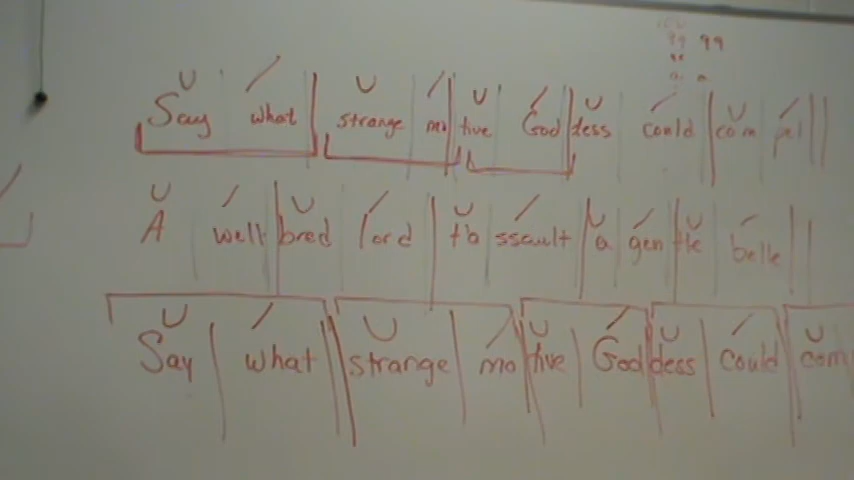 Say what strange mo tive God dess could com pel
A well bred lord t'a ssault a gen tle belle
Say what strange mo tive God dess could com